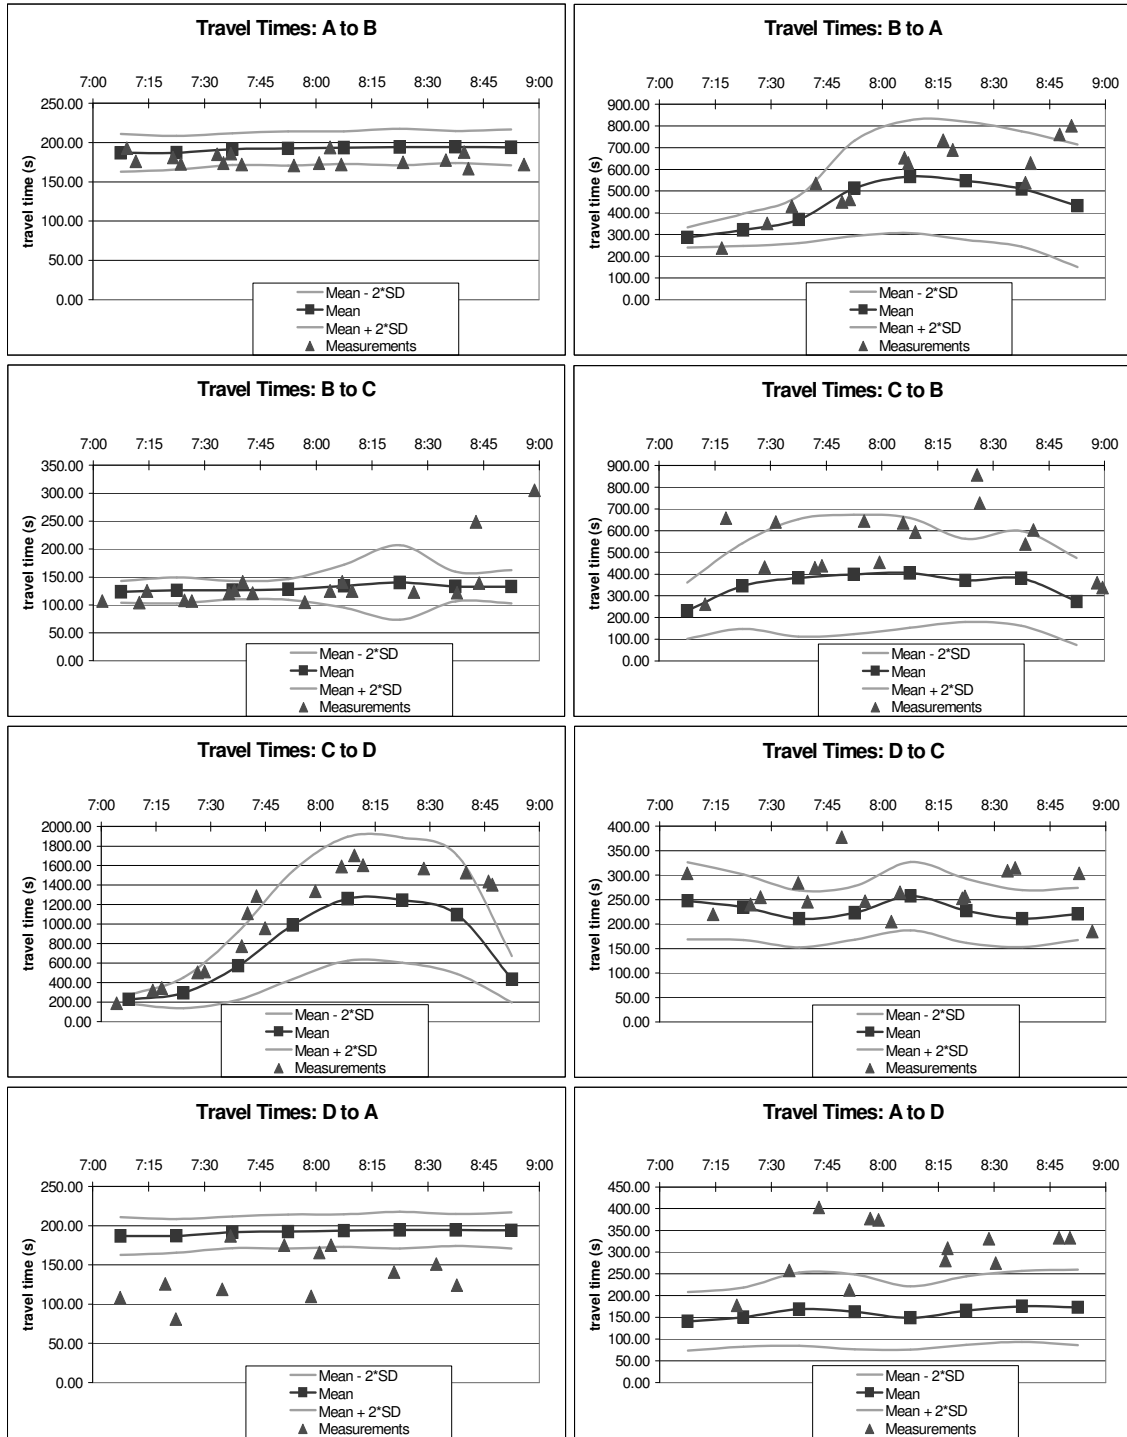 Travel Times: A to B
7:00 7:15 7:30 7:45 8:00 8:15 8:30 8:45 9:00
250.00
200.00
150.00
100.00
50.00
0.00
travel time (s)
Mean - 2*SD
Mean
Mean + 2*SD
Measurements
Travel Times: B to A
7:00 7:15 7:30 7:45 8:00 8:15 8:30 8:45 9:00
900.00
800.00
700.00
600.00
500.00
400.00
300.00
200.00
100.00
0.00
travel time (s)
Mean - 2*SD
Mean
Mean + 2*SD
Measurements
Travel Times: B to C
7:00 7:15 7:30 7:45 8:00 8:15 8:30 8:45 9:00
350.00
300.00
250.00
200.00
150.00
100.00
50.00
0.00
travel time (s)
Mean - 2*SD
Mean
Mean + 2*SD
Measurements
Travel Times: C to B
7:00 7:15 7:30 7:45 8:00 8:15 8:30 8:45 9:00
900.00
800.00
700.00
600.00
500.00
400.00
300.00
200.00
100.00
0.00
travel time (s)
Mean - 2*SD
Mean
Mean + 2*SD
Measurements
Travel Times: C to D
7:00 7:15 7:30 7:45 8:00 8:15 8:30 8:45 9:00
2000.00
1800.00
1600.00
1400.00
1200.00
1000.00
800.00
600.00
400.00
200.00
0.00
travel time (s)
Mean - 2*SD
Mean
Mean + 2*SD
Measurements
Travel Times: D to C
7:00 7:15 7:30 7:45 8:00 8:15 8:30 8:45 9:00
400.00
350.00
300.00
250.00
200.00
150.00
100.00
50.00
0.00
travel time (s)
Mean - 2*SD
Mean
Mean + 2*SD
Measurements
Travel Times: D to A
7:00 7:15 7:30 7:45 8:00 8:15 8:30 8:45 9:00
250.00
200.00
150.00
100.00
50.00
0.00
travel time (s)
Mean - 2*SD
Mean
Mean + 2*SD
Measurements
Travel Times: A to D
7:00 7:15 7:30 7:45 8:00 8:15 8:30 8:45 9:00
450.00
400.00
350.00
300.00
250.00
200.00
150.00
100.00
50.00
0.00
travel time (s)
Mean - 2*SD
Mean
Mean + 2*SD
Measurements